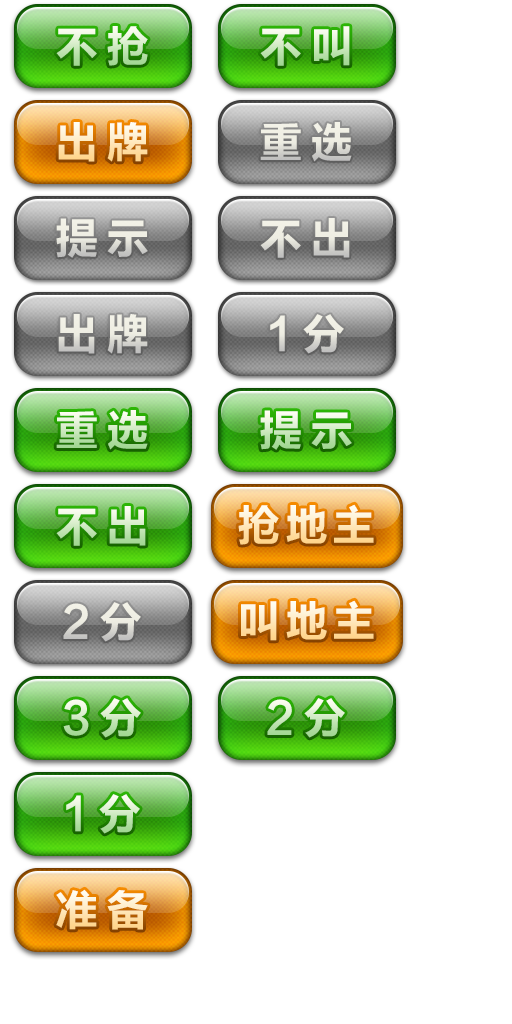 不抢 不叫
出牌 重选
提示 不出
出牌 1分
重选 提示
不出 抢地主
2分 叫地主
3分 2分
1分
准备